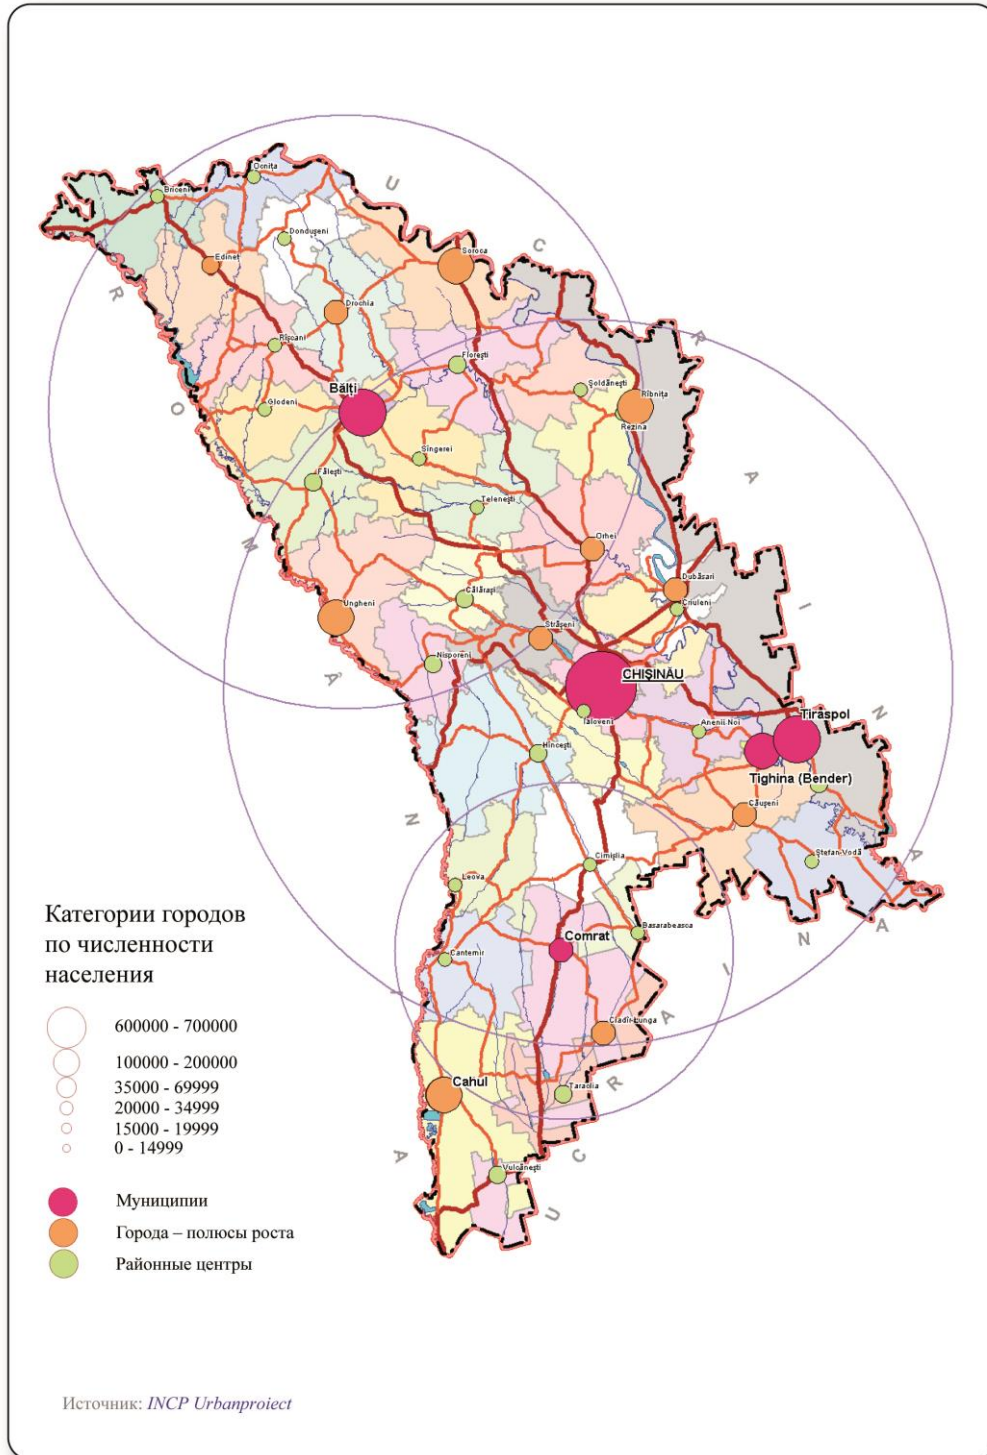 Ocnița
Briceni
U
C
R
A
I
N
A
Dondușeni
Soroca
Edineț
R
O
M
Â
N
I
A
Drochia
Rîșcani
Florești
Bălți
Șoldănești
Rîbnița
Glodeni
Rezina
Sîngerei
Fălești
Telenești
Orhei
Dubăsari
Călărași
Criuleni
Ungheni
Strășeni
Nisporeni
CHIȘINĂU
Ialoveni
Tiraspol
Anenii Noi
Hîncești
Tighina (Bender)
Căușeni
Ștefan-Vodă
Cimișlia
Leova
Basarabeasca
Comrat
Cantemir
U
C
R
A
I
N
A
Ciadîr-Lunga
Cahul
Taraclia
Vulcănești
Категории городов
по численности
населения
600000 - 700000
100000 - 200000
35000 - 69999
20000 - 34999
15000 - 19999
0 - 14999
Муниципии
Города – полюсы роста
Районные центры
Источник: INCP Urbanproiect